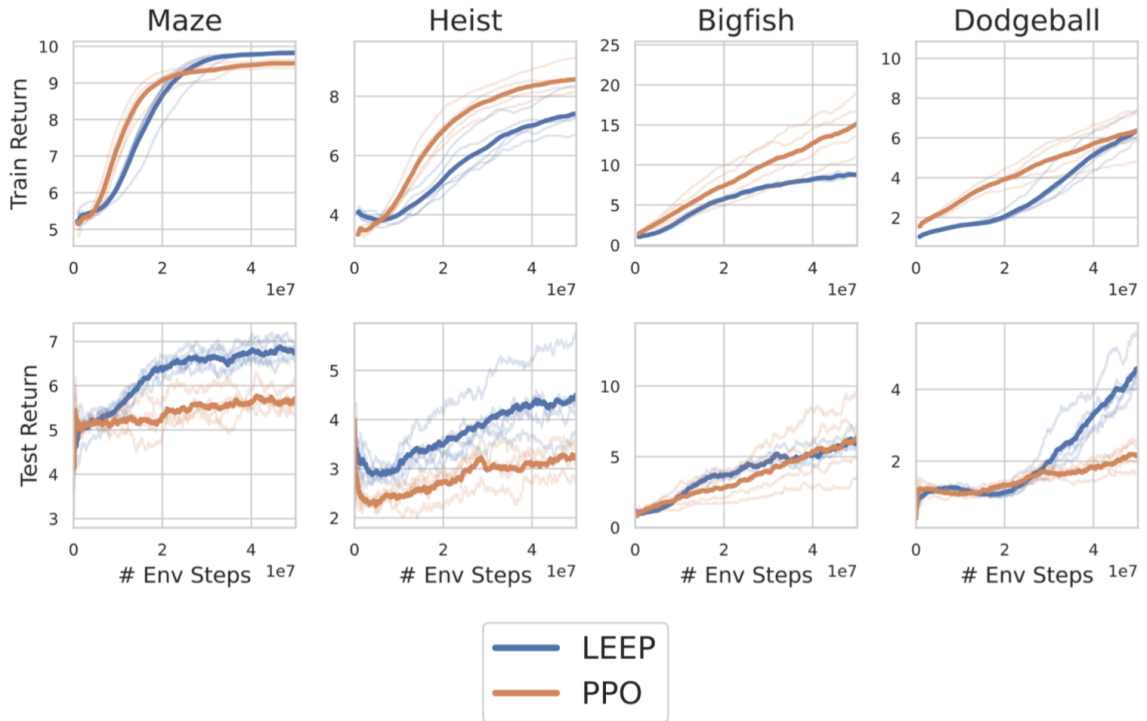 Maze Heist Bigfish Dodgeball
Train Return
10
9
8
7
6
5
0 2 4
1e7
8
6
4
0 2 4
1e7
25
20
15
10
5
0
0 2 4
1e7
10
8
6
4
2
0 2 4
1e7
Test Return
7
6
5
4
3
0 2 4
# Env Steps 1e7
5
4
3
2
0 2 4
# Env Steps 1e7
10
5
0
0 2 4
# Env Steps 1e7
4
2
0 2 4
# Env Steps 1e7
LEEP
PPO